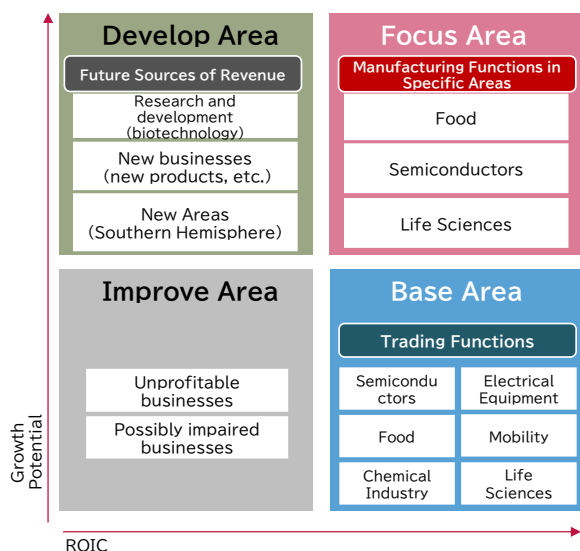 Develop Area
Future Sources of Revenue
Research and
development
(biotechnology)
New businesses
(new products, etc.)
New Areas
(Southern Hemisphere)
Focus Area
Manufacturing Functions in
Specific Areas
Food
Semiconductors
Life Sciences
Improve Area
Unprofitable
businesses
Possibly impaired
businesses
Base Area
Trading Functions
Semicondu
ctors
Electrical
Equipment
Food
Mobility
Chemical
Industry
Life
Sciences
Growth
Potential
ROIC